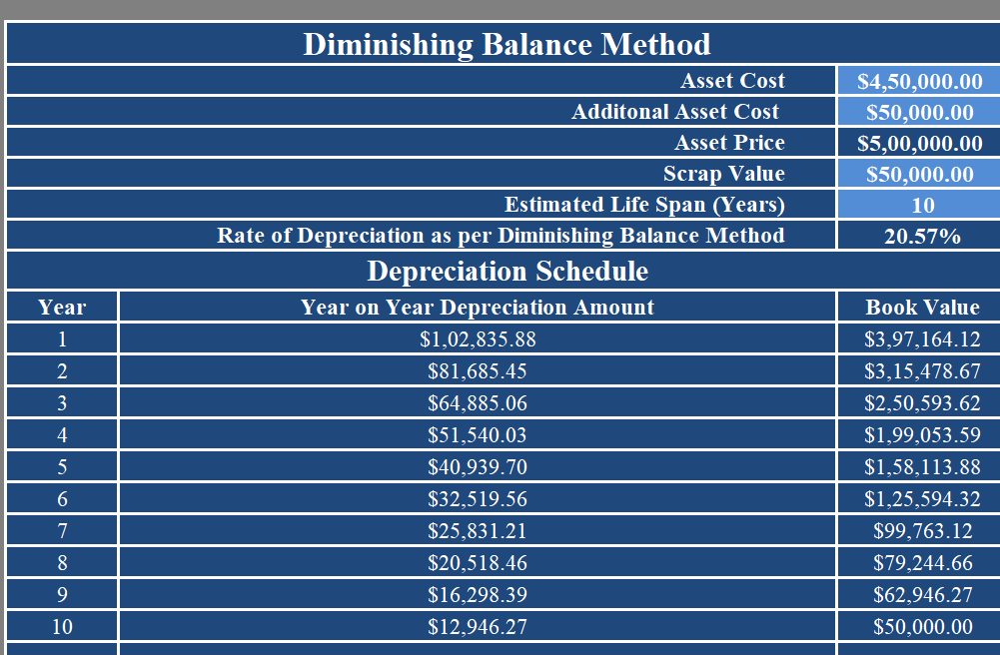 Diminishing Balance Method
Asset Cost $4,50,000.00
Additonal Asset Cost $50,000.00
Asset Price $5,00,000.00
Scrap Value $50,000.00
Estimated Life Span (Years) 10
Rate of Depreciation as per Diminishing Balance Method 20.57%
Depreciation Schedule
Year Year on Year Depreciation Amount Book Value
1 $1,02,835.88 $3,97,164.12
2 $81,685.45 $3,15,478.67
3 $64,885.06 $2,50,593.62
4 $51,540.03 $1,99,053.59
5 $40,939.70 $1,58,113.88
6 $32,519.56 $1,25,594.32
7 $25,831.21 $99,763.12
8 $20,518.46 $79,244.66
9 $16,298.39 $62,946.27
10 $12,946.27 $50,000.00